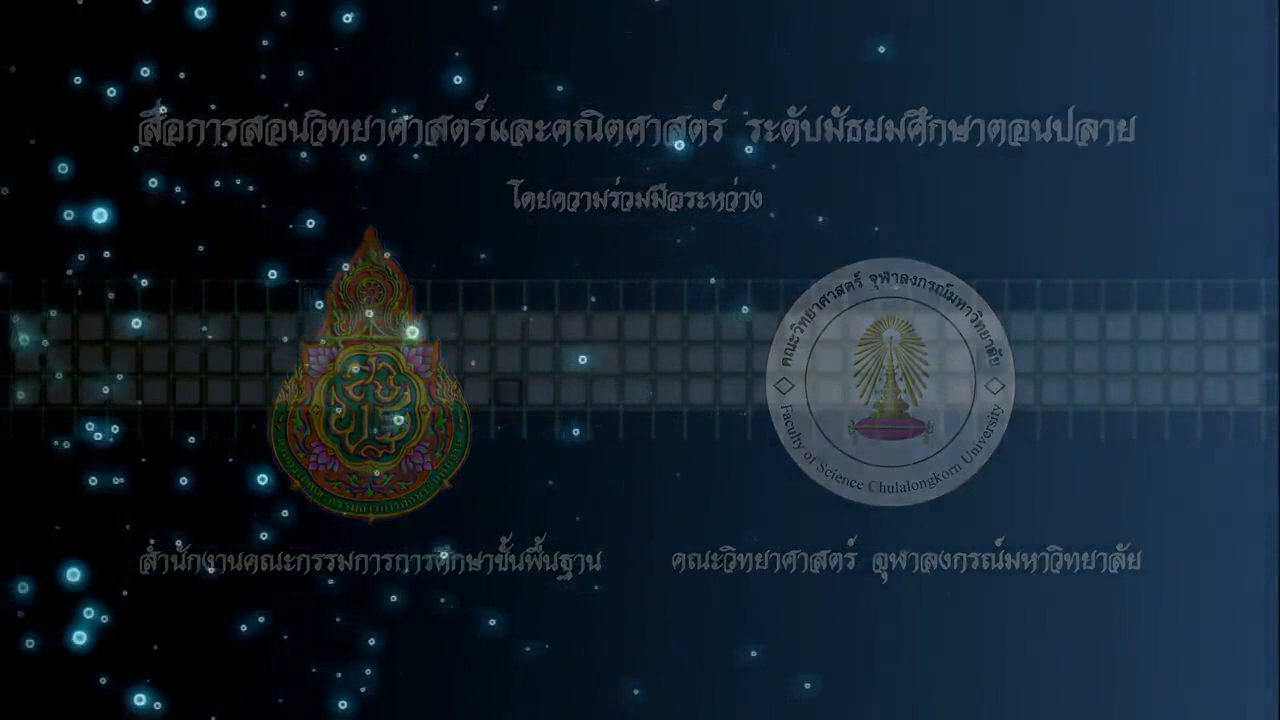 สื่อการสอนวิทยาศาสตร์และคณิตศาสตร์ ระดับมัธยมศึกษาตอนปลาย
โดยความร่วมมือระหว่าง
คณะวิทยาศาสตร์ จุฬาลงกรณ์มหาวิทยาลัย
Faculty of Science Chulalongkorn University
สำนักงานคณะกรรมการการศึกษาขั้นพื้นฐาน
คณะวิทยาศาสตร์ จุฬาลงกรณ์มหาวิทยาลัย